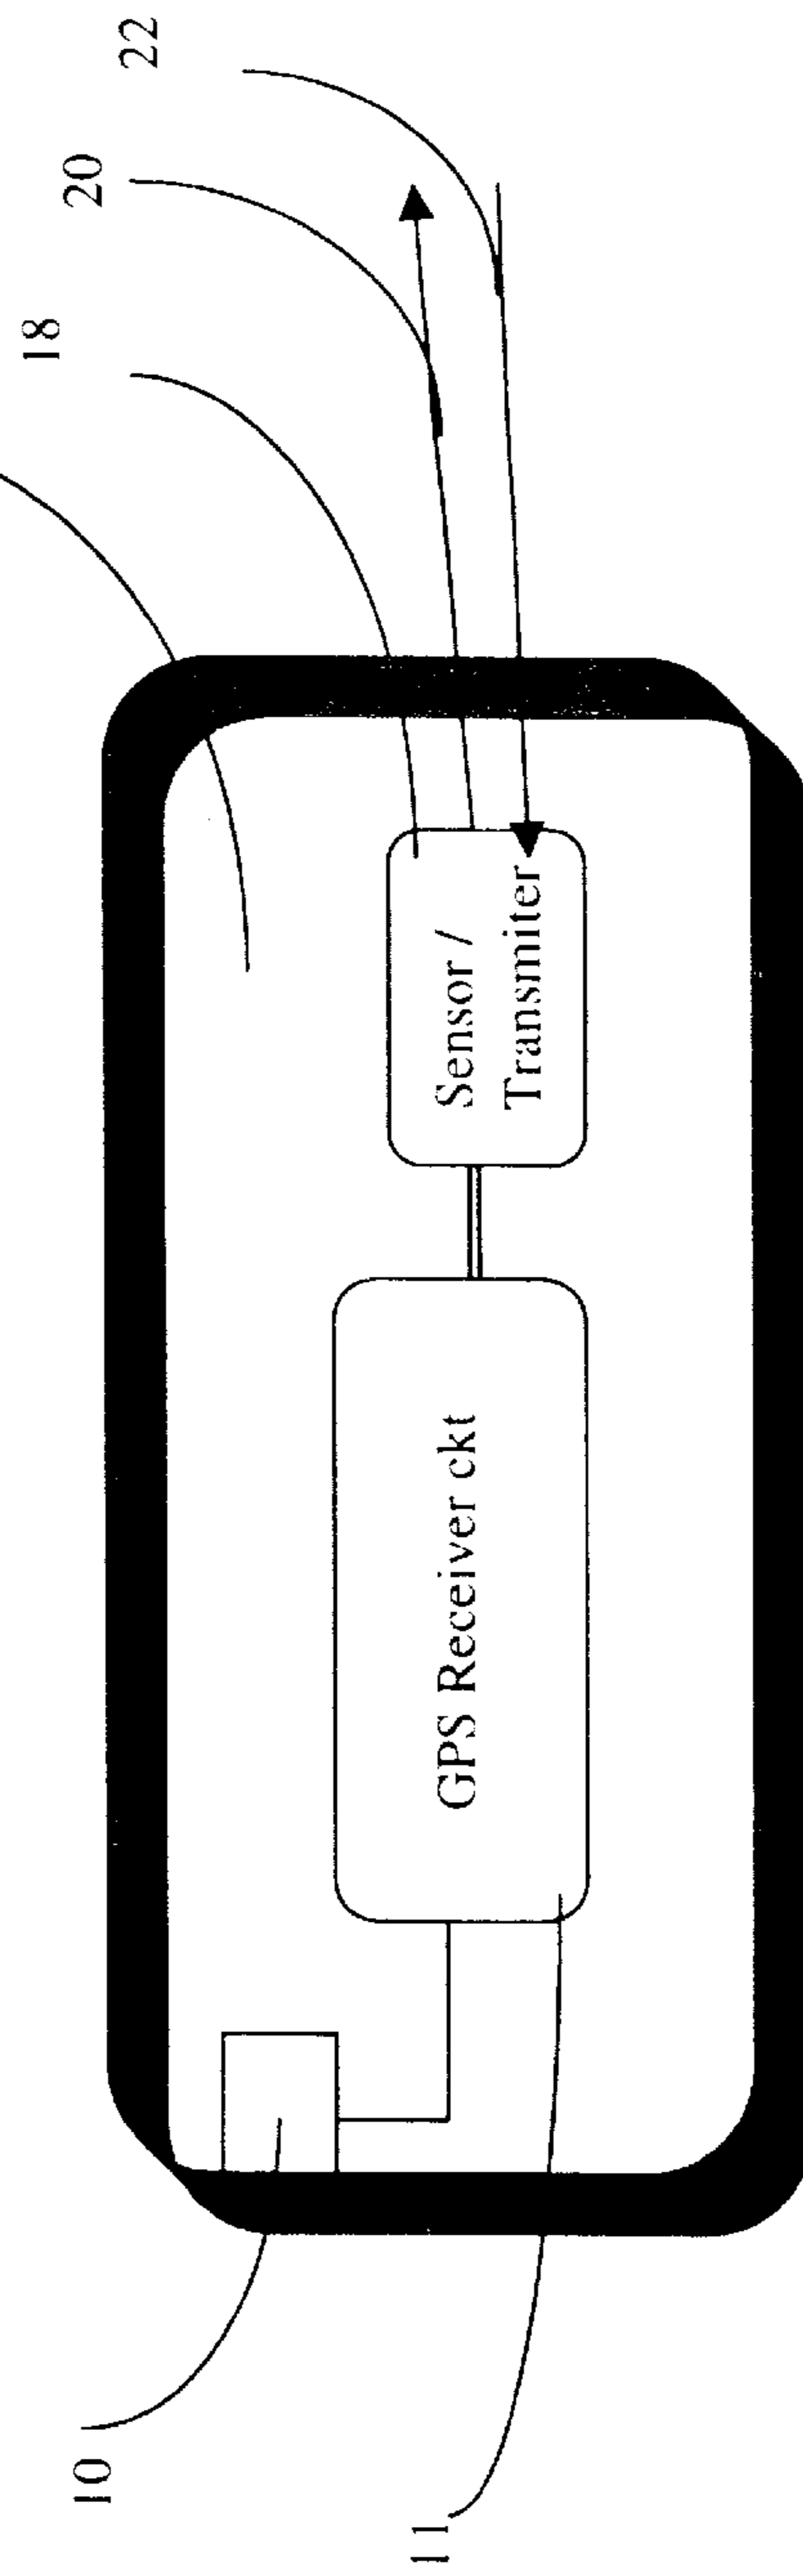 22
20
18
Sensor /
Transmiter
GPS Receiver ckt
10
11